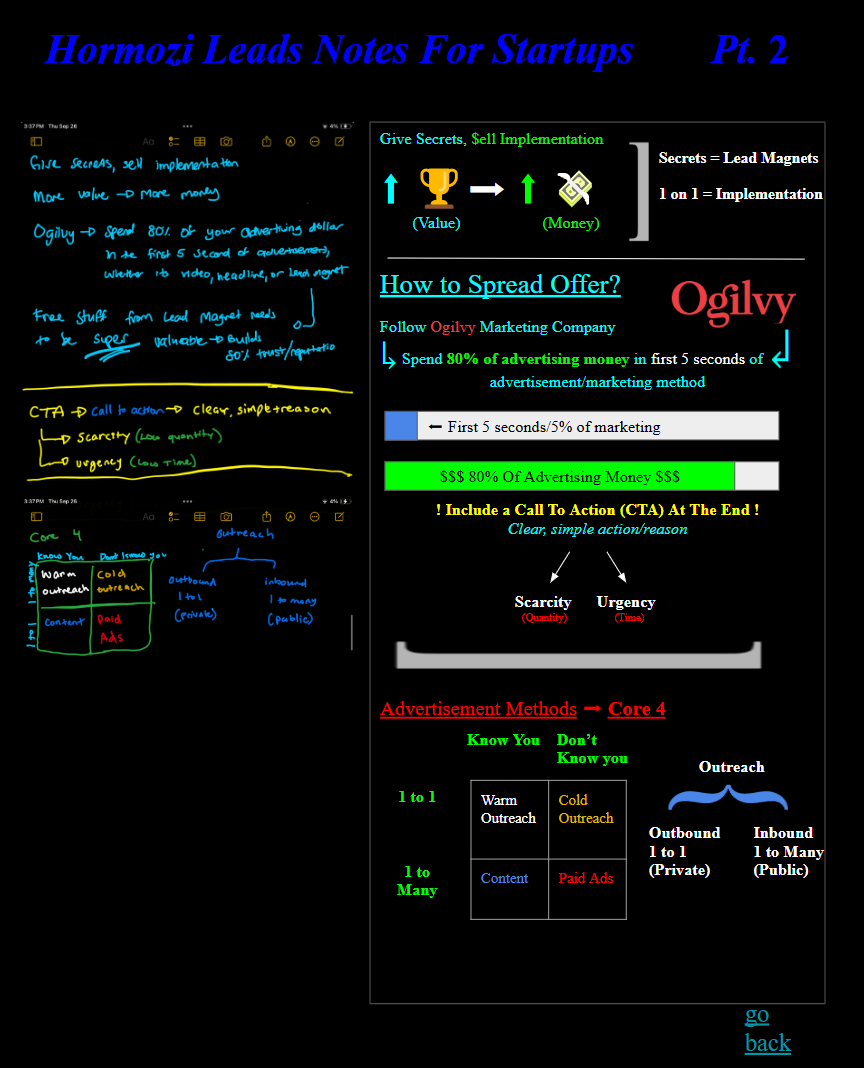 Hormozi Leads Notes For Startups Pt. 2
3:37 PM Thu Sep 26
4%
Aa
Give secrets, sell implementation
More value → More money
Ogilvy → Spend 80% of your advertising dollar
in the first 5 second of advertisement,
whether its video, headline, or lead magnet
Free stuff from Lead Magnet needs
to be super valuable → Builds
80% trust/reputatio
CTA → Call to action → Clear, simple + reason
→ Scarcity (Low quantity)
→ urgency (Low Time)
3:37 PM Thu Sep 26
4%
Aa
Core 4
Know You Dont know you
1 to many
warm outreach
Cold outreach
1 to 1
Content
Paid Ads
outreach
outbound
1 to 1
(private)
inbound
1 to many
(public)
Give Secrets, $ell Implementation
(Value)
(Money)
Secrets = Lead Magnets
1 on 1 = Implementation
How to Spread Offer?
Ogilvy
Follow Ogilvy Marketing Company
Spend 80% of advertising money in first 5 seconds of
advertisement/marketing method
First 5 seconds/5% of marketing
$$$ 80% Of Advertising Money $$$
! Include a Call To Action (CTA) At The End !
Clear, simple action/reason
Scarcity
(Quantity)
Urgency
(Time)
Advertisement Methods → Core 4
Know You
Don't
Know you
1 to 1
Warm
Outreach
Cold
Outreach
1 to
Many
Content
Paid Ads
Outreach
Outbound
1 to 1
(Private)
Inbound
1 to Many
(Public)
go
back